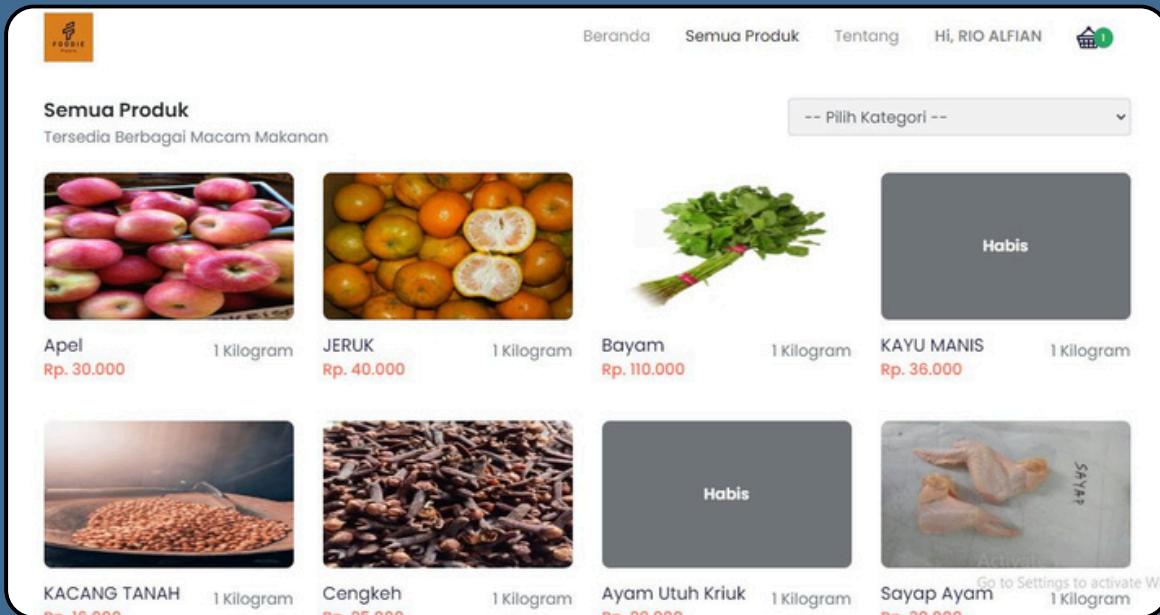 FOODIE
Beranda Semua Produk Tentang Hi, RIO ALFIAN 1
Semua Produk
Tersedia Berbagai Macam Makanan
-- Pilih Kategori --
Habis
Apel 1 Kilogram
Rp. 30.000
JERUK 1 Kilogram
Rp. 40.000
Bayam 1 Kilogram
Rp. 110.000
KAYU MANIS 1 Kilogram
Rp. 36.000
Habis
SAYAP
KACANG TANAH 1 Kilogram
Cengkeh 1 Kilogram
Ayam Utuh Kriuk 1 Kilogram
Sayap Ayam 1 Kilogram
Go to Settings to activate